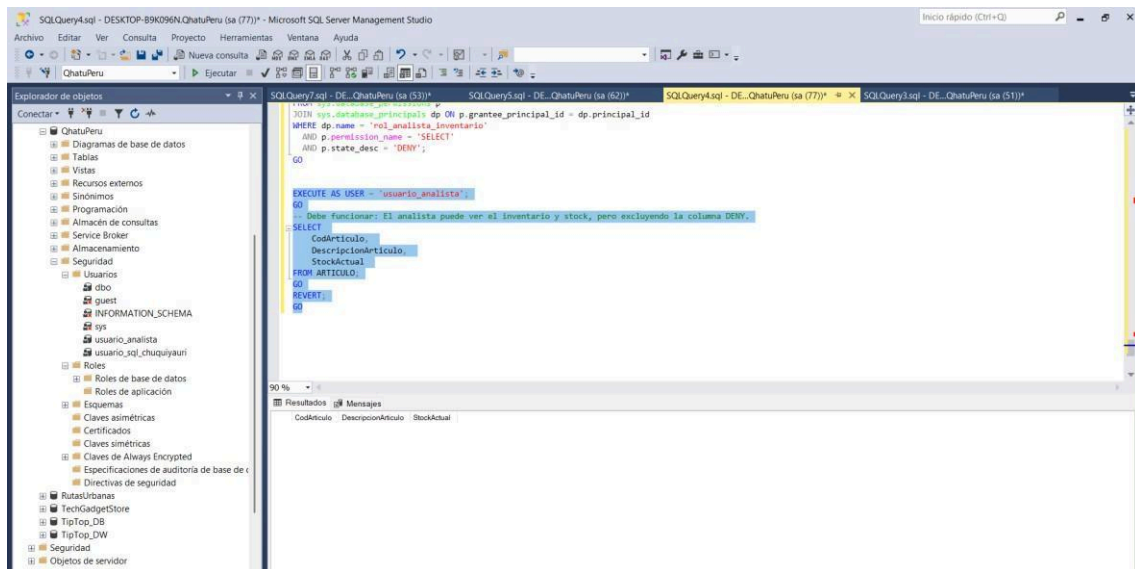 SQLQuery4.sql - DESKTOP-B9K096N.QhatuPeru (sa (77))* - Microsoft SQL Server Management Studio
Inicio rápido (Ctrl+Q)
Archivo Editar Ver Consulta Proyecto Herramientas Ventana Ayuda
Nueva consulta
QhatuPeru
Ejecutar
Explorador de objetos
Conectar
QhatuPeru
Diagramas de base de datos
Tablas
Vistas
Recursos externos
Sinónimos
Programación
Almacén de consultas
Service Broker
Almacenamiento
Seguridad
Usuarios
dbo
guest
INFORMATION_SCHEMA
sys
usuario_analista
usuario_sql_chuquiyauri
Roles
Roles de base de datos
Roles de aplicación
Esquemas
Claves asimétricas
Certificados
Claves simétricas
Claves de Always Encrypted
Especificaciones de auditoría de base de
Directivas de seguridad
RutasUrbanas
TechGadgetStore
TipTop_DB
TipTop_DW
Seguridad
Objetos de servidor
SQLQuery7.sql - DE...QhatuPeru (sa (53))*
SQLQuery5.sql - DE...QhatuPeru (sa (62))*
SQLQuery4.sql - DE...QhatuPeru (sa (77))*
SQLQuery3.sql - DE...QhatuPeru (sa (51))*
FROM sys.database_permissions p
JOIN sys.database_principals dp ON p.grantee_principal_id = dp.principal_id
WHERE dp.name = 'rol_analista_inventario'
AND p.permission_name = 'SELECT'
AND p.state_desc = 'DENY';
GO
EXECUTE AS USER = 'usuario_analista';
GO
-- Debe funcionar: El analista puede ver el inventario y stock, pero excluyendo la columna DENY.
SELECT
CodArticulo,
DescripcionArticulo,
StockActual
FROM ARTICULO;
GO
REVERT;
GO
90 %
Resultados Mensajes
CodArticulo DescripcionArticulo StockActual